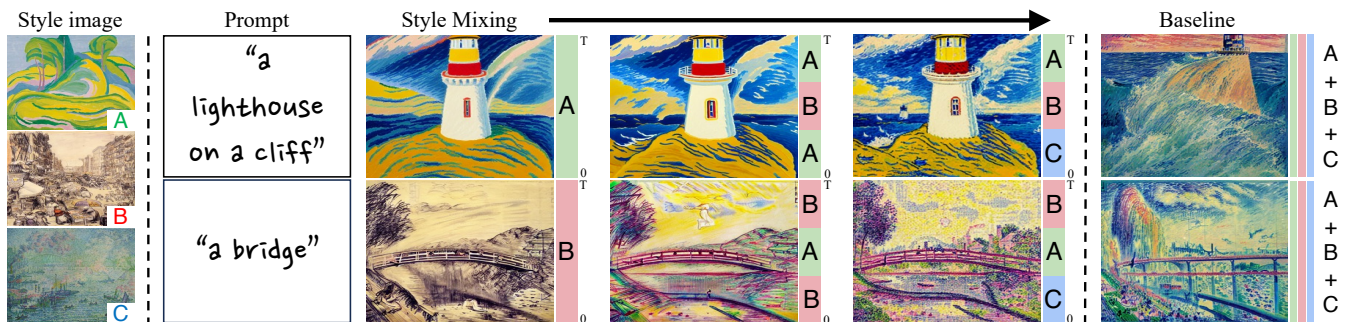 Style image
Prompt
Style Mixing
Baseline
A
B
C
“a
lighthouse
on a cliff”
“a bridge”
T
A
0
T
A
B
A
0
T
A
B
C
0
A
+
B
+
C
T
B
0
T
B
A
B
0
T
B
A
C
0
A
+
B
+
C